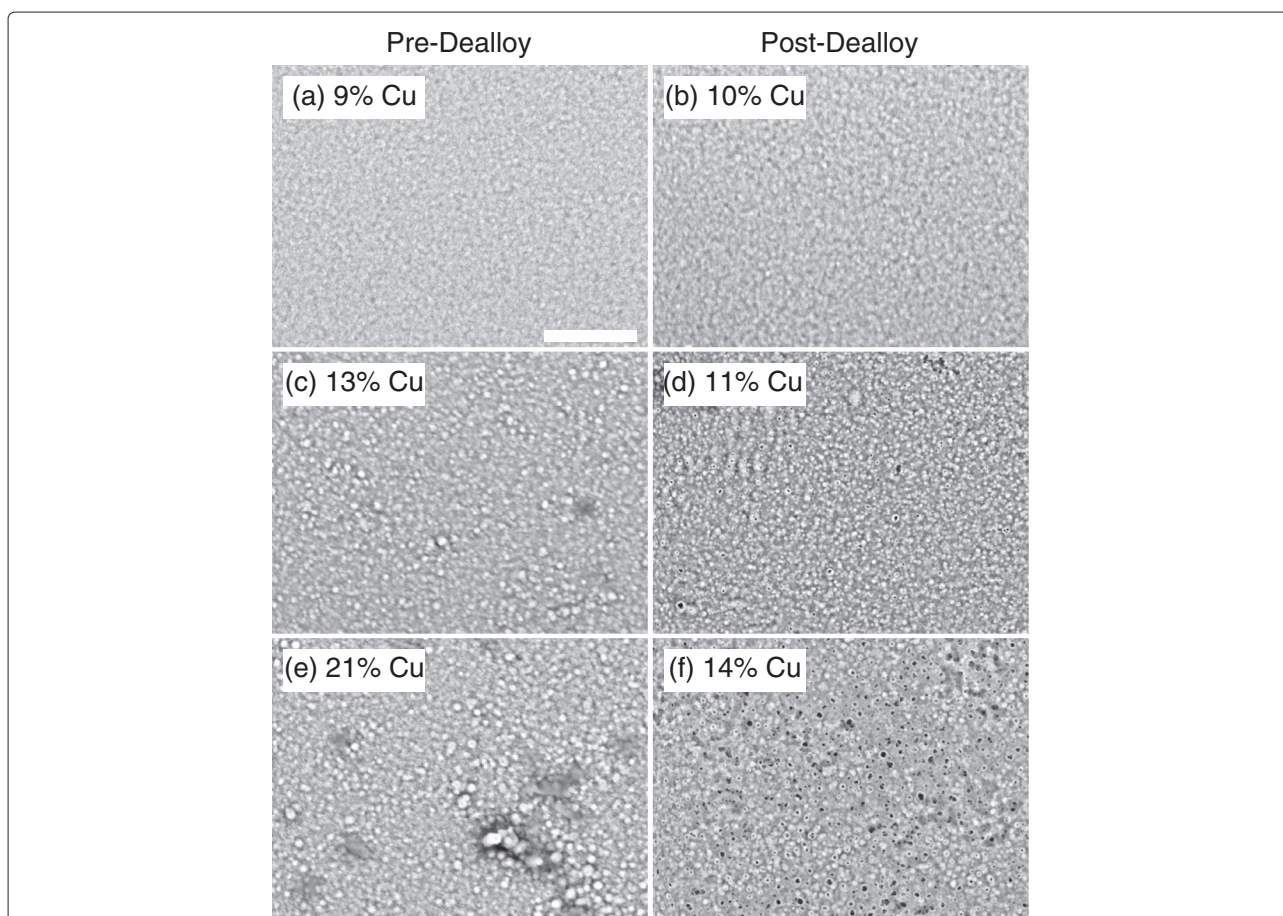 Pre-Dealloy Post-Dealloy
(a) 9% Cu (b) 10% Cu
(c) 13% Cu (d) 11% Cu
(e) 21% Cu (f) 14% Cu